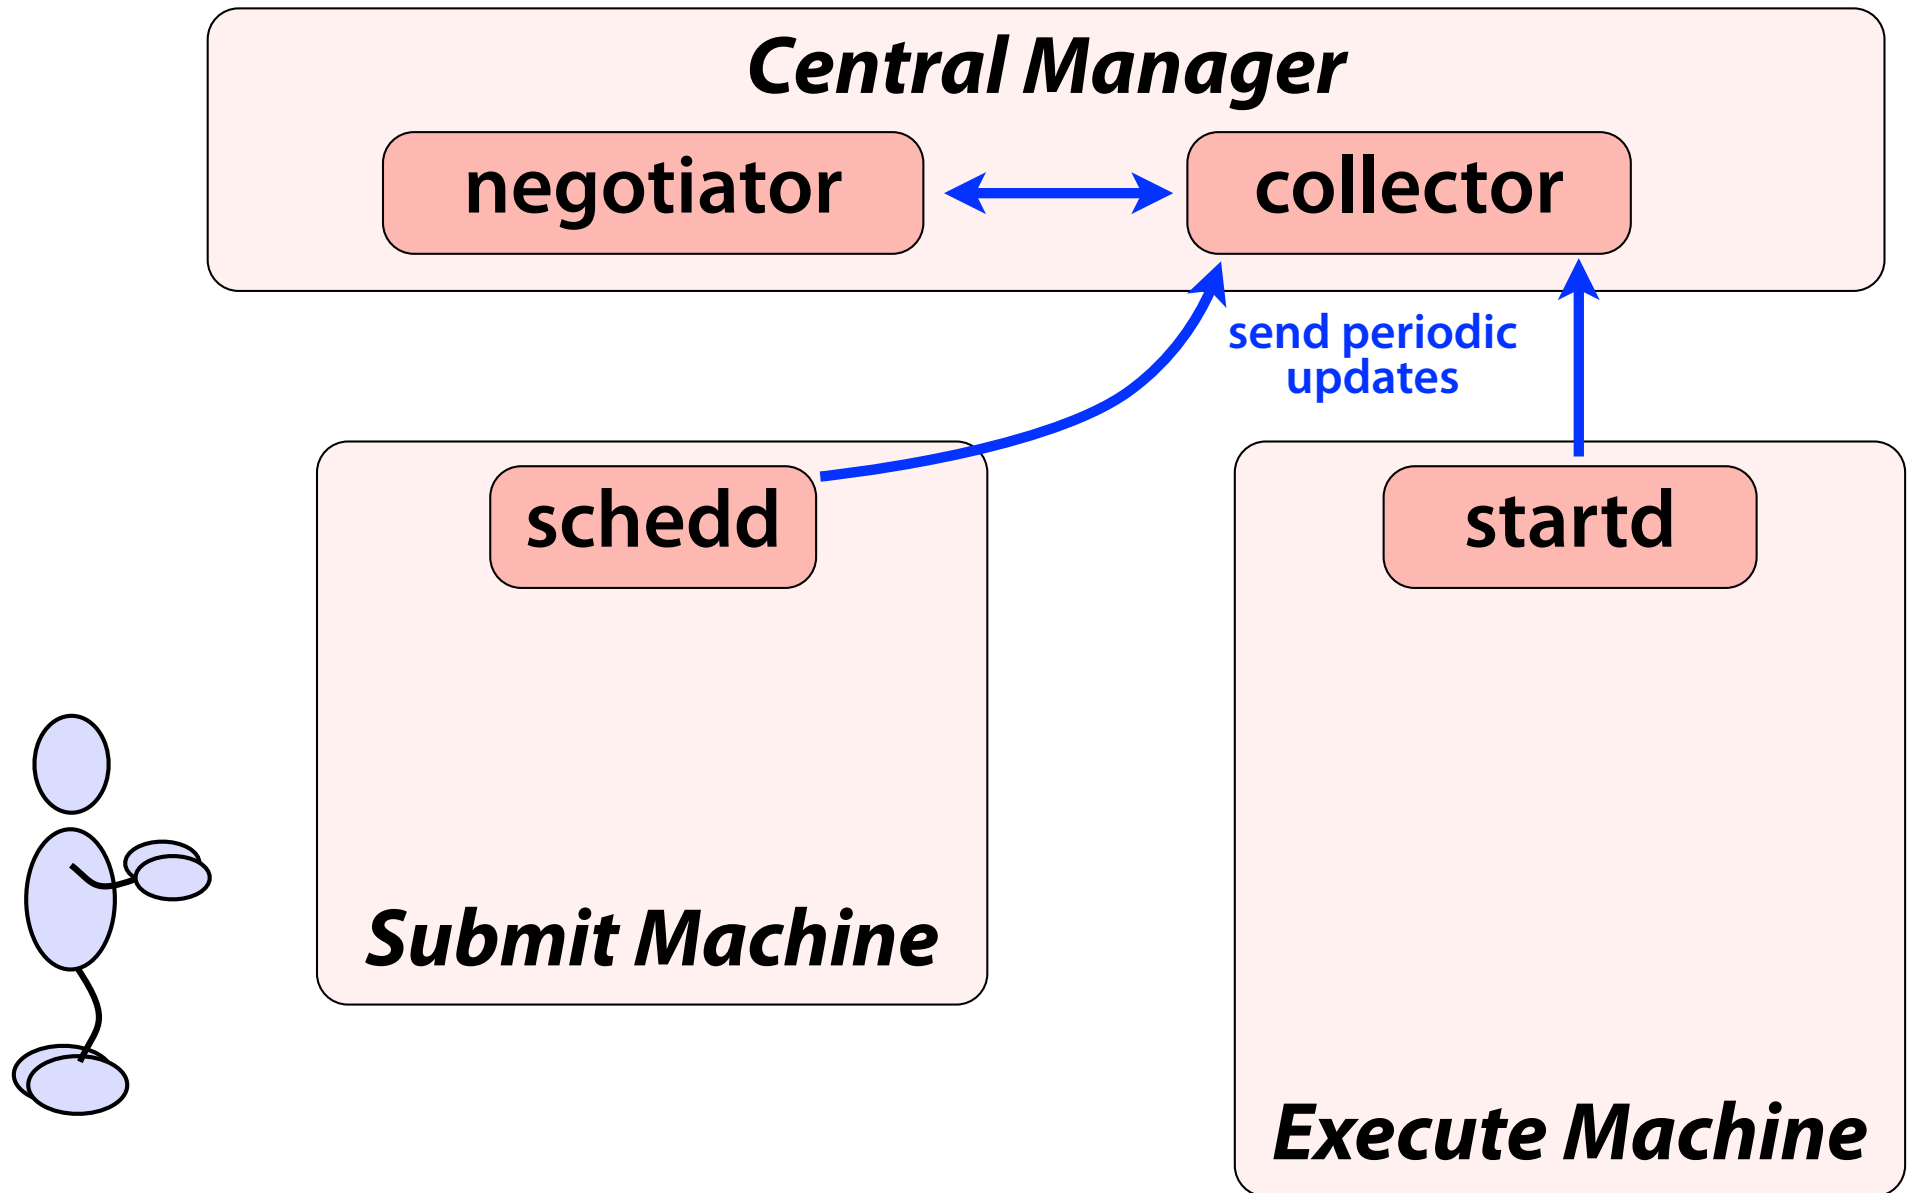 Central Manager
negotiator
collector
send periodic
updates
schedd
startd
Submit Machine
Execute Machine